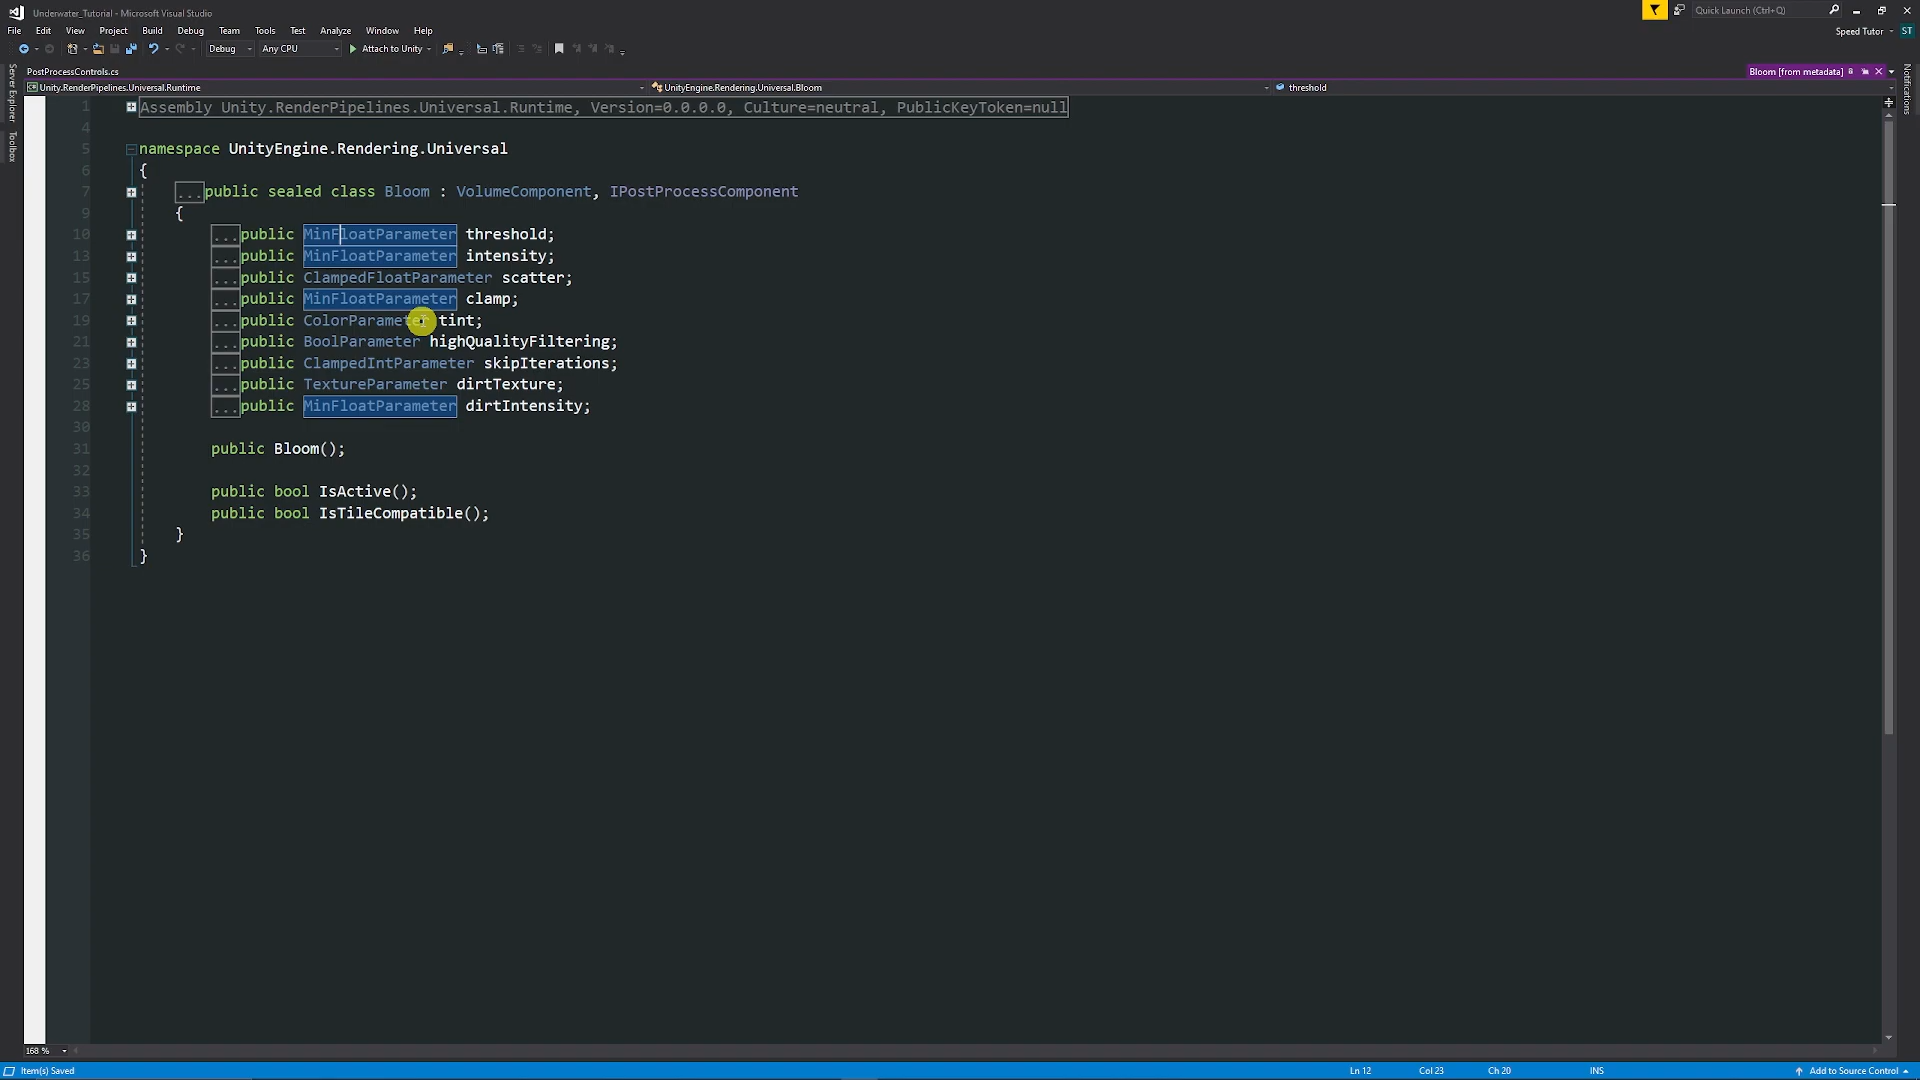 Underwater_Tutorial - Microsoft Visual Studio
Quick Launch (Ctrl+Q)
File Edit View Project Build Debug Team Tools Test Analyze Window Help
Speed Tutor ST
Debug Any CPU Attach to Unity
PostProcessControls.cs
Bloom [from metadata]
Unity.RenderPipelines.Universal.Runtime
UnityEngine.Rendering.Universal.Bloom
threshold
Server Explorer
Toolbox
Notifications
1 Assembly Unity.RenderPipelines.Universal.Runtime, Version=0.0.0.0, Culture=neutral, PublicKeyToken=null
4
5 namespace UnityEngine.Rendering.Universal
6 {
7 ...public sealed class Bloom : VolumeComponent, IPostProcessComponent
9 {
10 ...public MinFloatParameter threshold;
13 ...public MinFloatParameter intensity;
15 ...public ClampedFloatParameter scatter;
17 ...public MinFloatParameter clamp;
19 ...public ColorParameter tint;
21 ...public BoolParameter highQualityFiltering;
23 ...public ClampedIntParameter skipIterations;
25 ...public TextureParameter dirtTexture;
28 ...public MinFloatParameter dirtIntensity;
30
31 public Bloom();
32
33 public bool IsActive();
34 public bool IsTileCompatible();
35 }
36 }
168 %
Item(s) Saved
Ln 12 Col 23 Ch 20 INS Add to Source Control